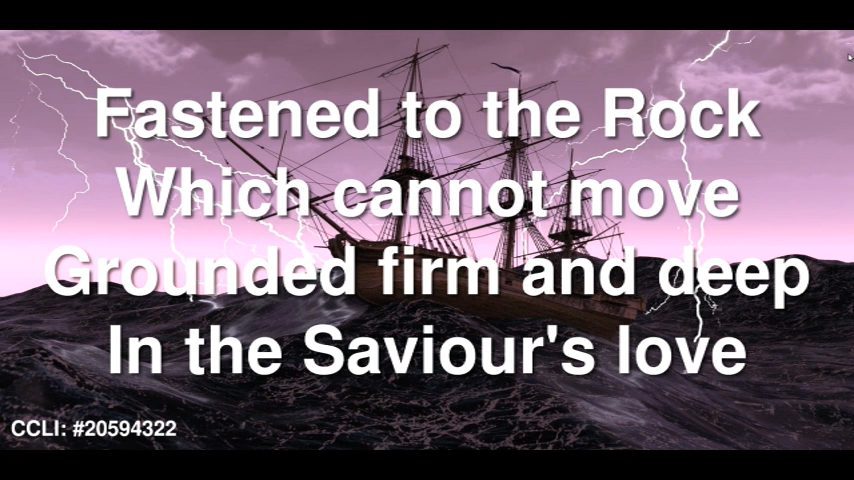 Fastened to the Rock
Which cannot move
Grounded firm and deep
In the Saviour's love
CCLI: #20594322